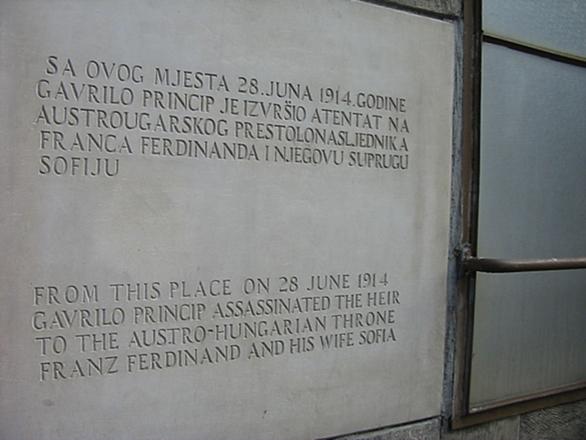 SA OVOG MJESTA 28.JUNA 1914.GODINE
GAVRILO PRINCIP JE IZVRŠIO ATENTAT NA
AUSTROUGARSKOG PRESTOLONASLJEDNIKA
FRANCA FERDINANDA I NJEGOVU SUPRUGU
SOFIJU
FROM THIS PLACE ON 28 JUNE 1914
GAVRILO PRINCIP ASSASSINATED THE HEIR
TO THE AUSTRO-HUNGARIAN THRONE
FRANZ FERDINAND AND HIS WIFE SOFIA